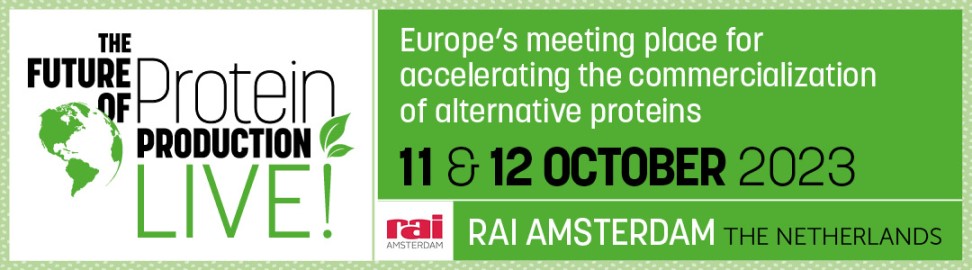 THE
FUTURE
OF Protein
PRODUCTION
LIVE!
Europe's meeting place for
accelerating the commercialization
of alternative proteins
11 & 12 OCTOBER 2023
rai
AMSTERDAM
RAI AMSTERDAM THE NETHERLANDS